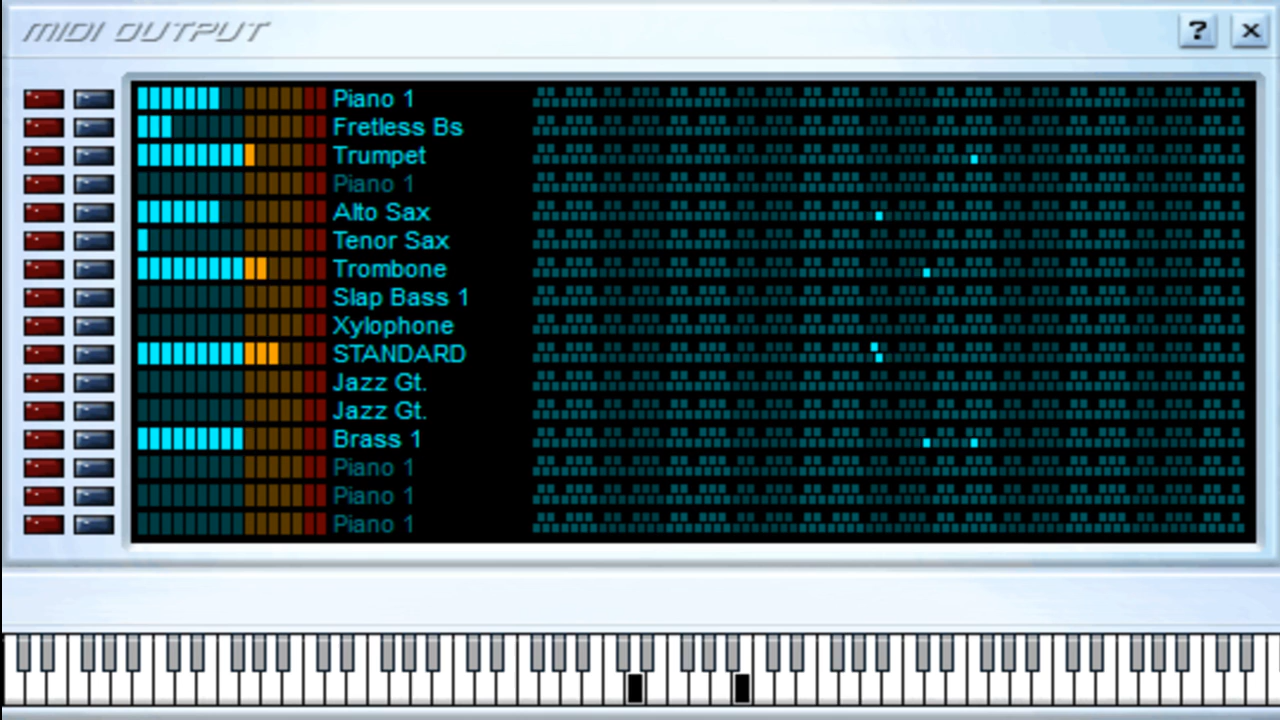 MIDI OUTPUT
? ×
Piano 1
Fretless Bs
Trumpet
Piano 1
Alto Sax
Tenor Sax
Trombone
Slap Bass 1
Xylophone
STANDARD
Jazz Gt.
Jazz Gt.
Brass 1
Piano 1
Piano 1
Piano 1